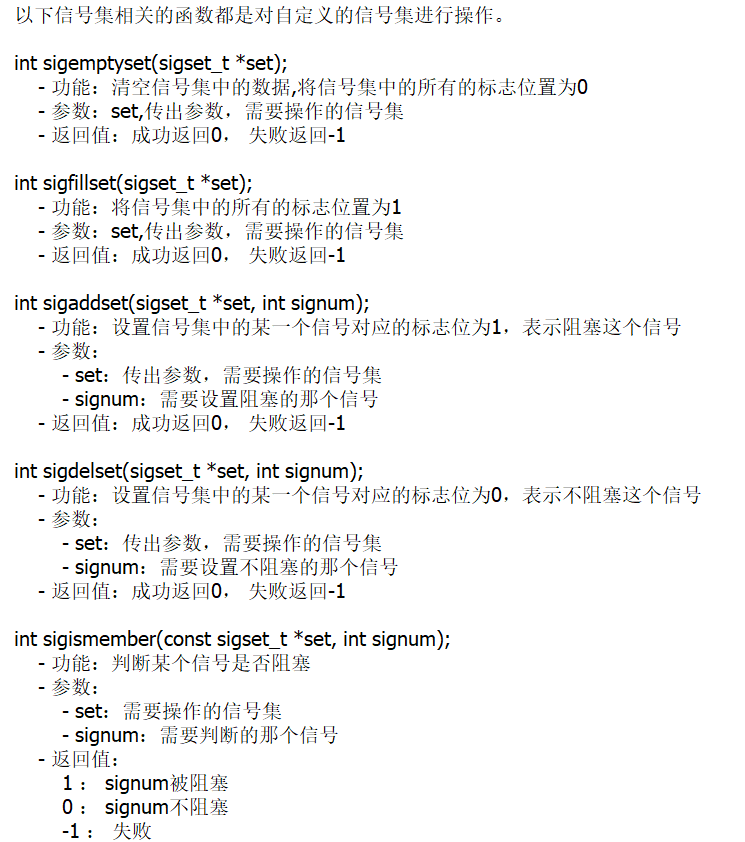 以下信号集相关的函数都是对自定义的信号集进行操作。
int sigemptyset(sigset_t *set);
- 功能：清空信号集中的数据,将信号集中的所有的标志位置为0
- 参数：set,传出参数，需要操作的信号集
- 返回值：成功返回0， 失败返回-1
int sigfillset(sigset_t *set);
- 功能：将信号集中的所有的标志位置为1
- 参数：set,传出参数，需要操作的信号集
- 返回值：成功返回0， 失败返回-1
int sigaddset(sigset_t *set, int signum);
- 功能：设置信号集中的某一个信号对应的标志位为1，表示阻塞这个信号
- 参数：
- set：传出参数，需要操作的信号集
- signum：需要设置阻塞的那个信号
- 返回值：成功返回0， 失败返回-1
int sigdelset(sigset_t *set, int signum);
- 功能：设置信号集中的某一个信号对应的标志位为0，表示不阻塞这个信号
- 参数：
- set：传出参数，需要操作的信号集
- signum：需要设置不阻塞的那个信号
- 返回值：成功返回0， 失败返回-1
int sigismember(const sigset_t *set, int signum);
- 功能：判断某个信号是否阻塞
- 参数：
- set：需要操作的信号集
- signum：需要判断的那个信号
- 返回值：
1 ： signum被阻塞
0 ： signum不阻塞
-1 ： 失败